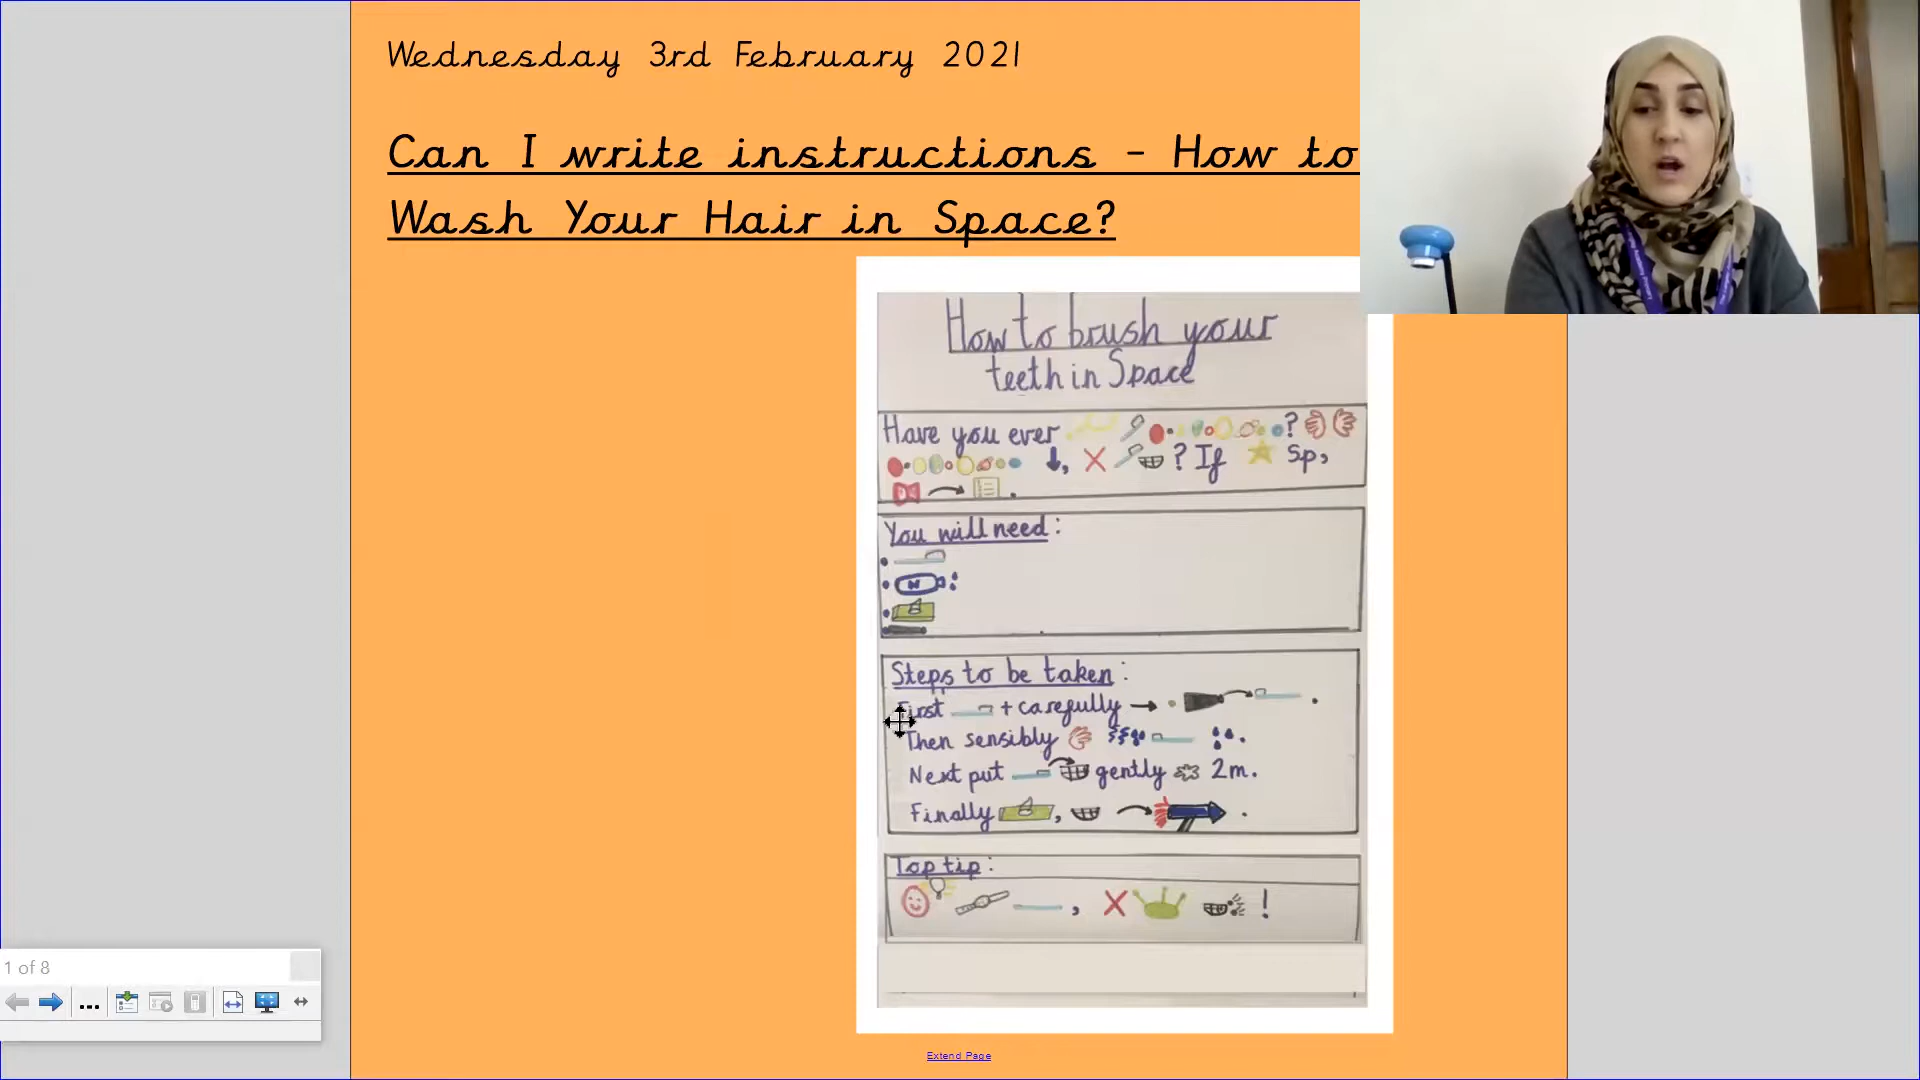 Wednesday 3rd February 2021
Can I write instructions - How to
Wash Your Hair in Space?
How to brush your
teeth in Space
Have you ever ?
, ? If Sp,
.
You will need:
W
Steps to be taken:
First + carefully .
Then sensibly .
Next put gently 2m.
Finally , .
Top tip:
, !
1 of 8
...
Extend Page